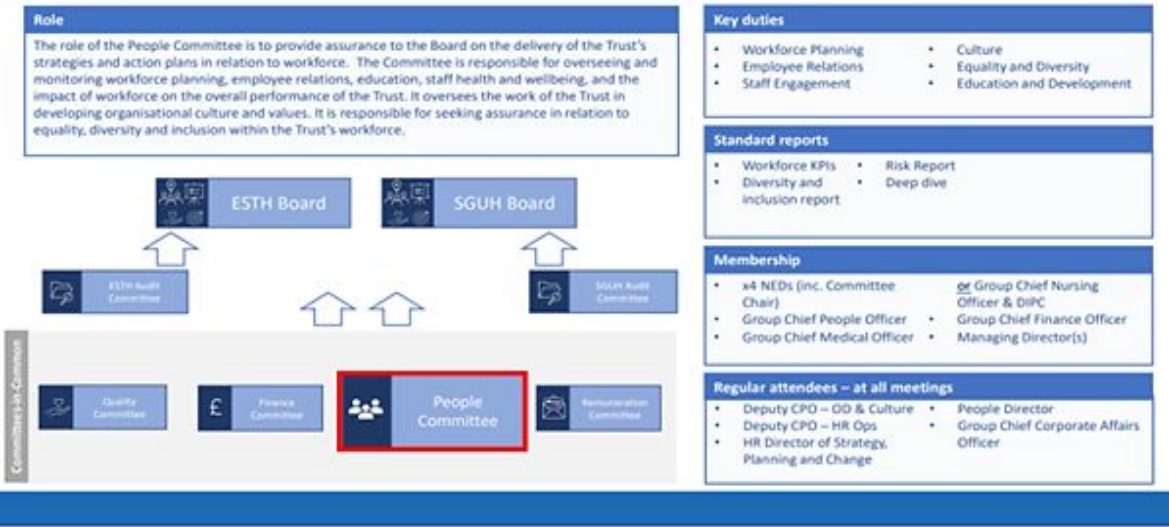 Role
The role of the People Committee is to provide assurance to the Board on the delivery of the Trust's
strategies and action plans in relation to workforce. The Committee is responsible for overseeing and
monitoring workforce planning, employee relations, education, staff health and wellbeing, and the
impact of workforce on the overall performance of the Trust. It oversees the work of the Trust in
developing organisational culture and values. It is responsible for seeking assurance in relation to
equality, diversity and inclusion within the Trust's workforce.
ESTH Board
SGUH Board
ESTH Audit
Committee
SGUH Audit
Committee
Committees-in-Common
Quality
Committee
£
Finance
Committee
People
Committee
Remuneration
Committee
Key duties
• Workforce Planning
• Employee Relations
• Staff Engagement
• Culture
• Equality and Diversity
• Education and Development
Standard reports
• Workforce KPIs
• Diversity and
inclusion report
• Risk Report
• Deep dive
Membership
• x4 NEDs (inc. Committee
Chair)
• Group Chief People Officer
• Group Chief Medical Officer
or Group Chief Nursing
Officer & DIPC
• Group Chief Finance Officer
• Managing Director(s)
Regular attendees – at all meetings
• Deputy CPO – OD & Culture
• Deputy CPO – HR Ops
• HR Director of Strategy,
Planning and Change
• People Director
• Group Chief Corporate Affairs
Officer